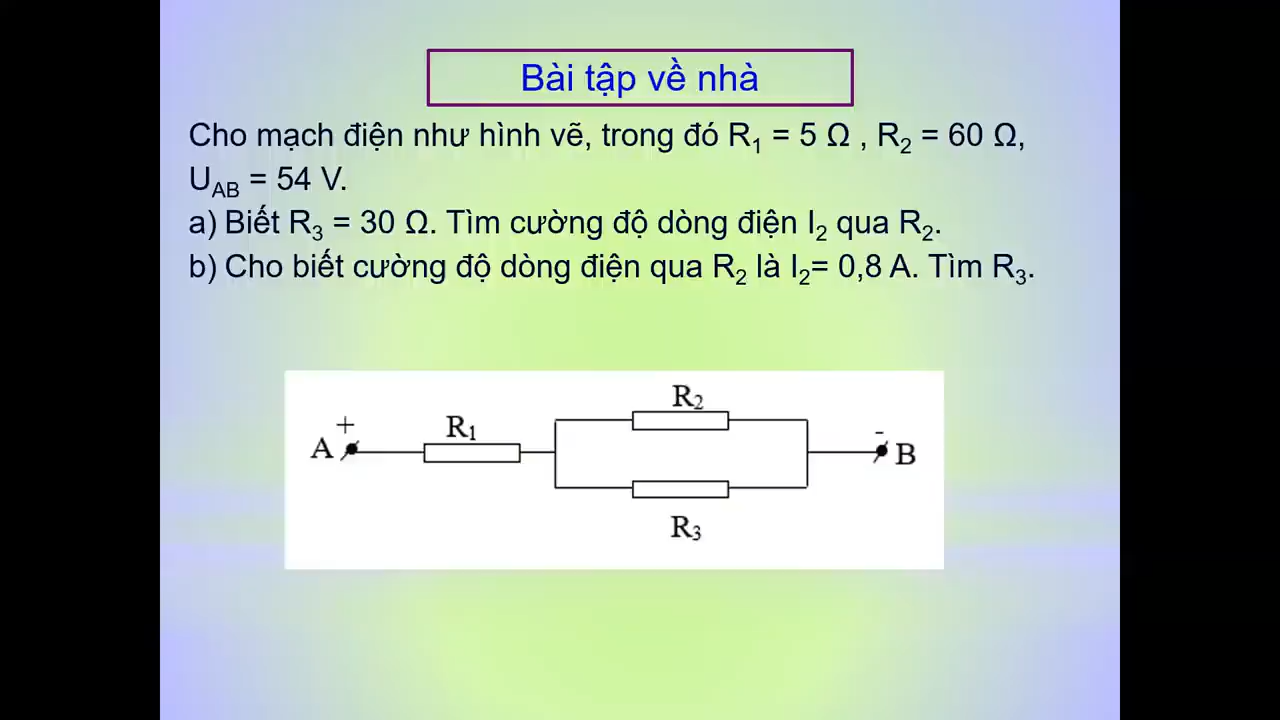 Bài tập về nhà
Cho mạch điện như hình vẽ, trong đó R₁ = 5 Ω , R₂ = 60 Ω,
U_AB = 54 V.
a) Biết R₃ = 30 Ω. Tìm cường độ dòng điện I₂ qua R₂.
b) Cho biết cường độ dòng điện qua R₂ là I₂= 0,8 A. Tìm R₃.
R₂
+
R₁
-
A
B
R₃